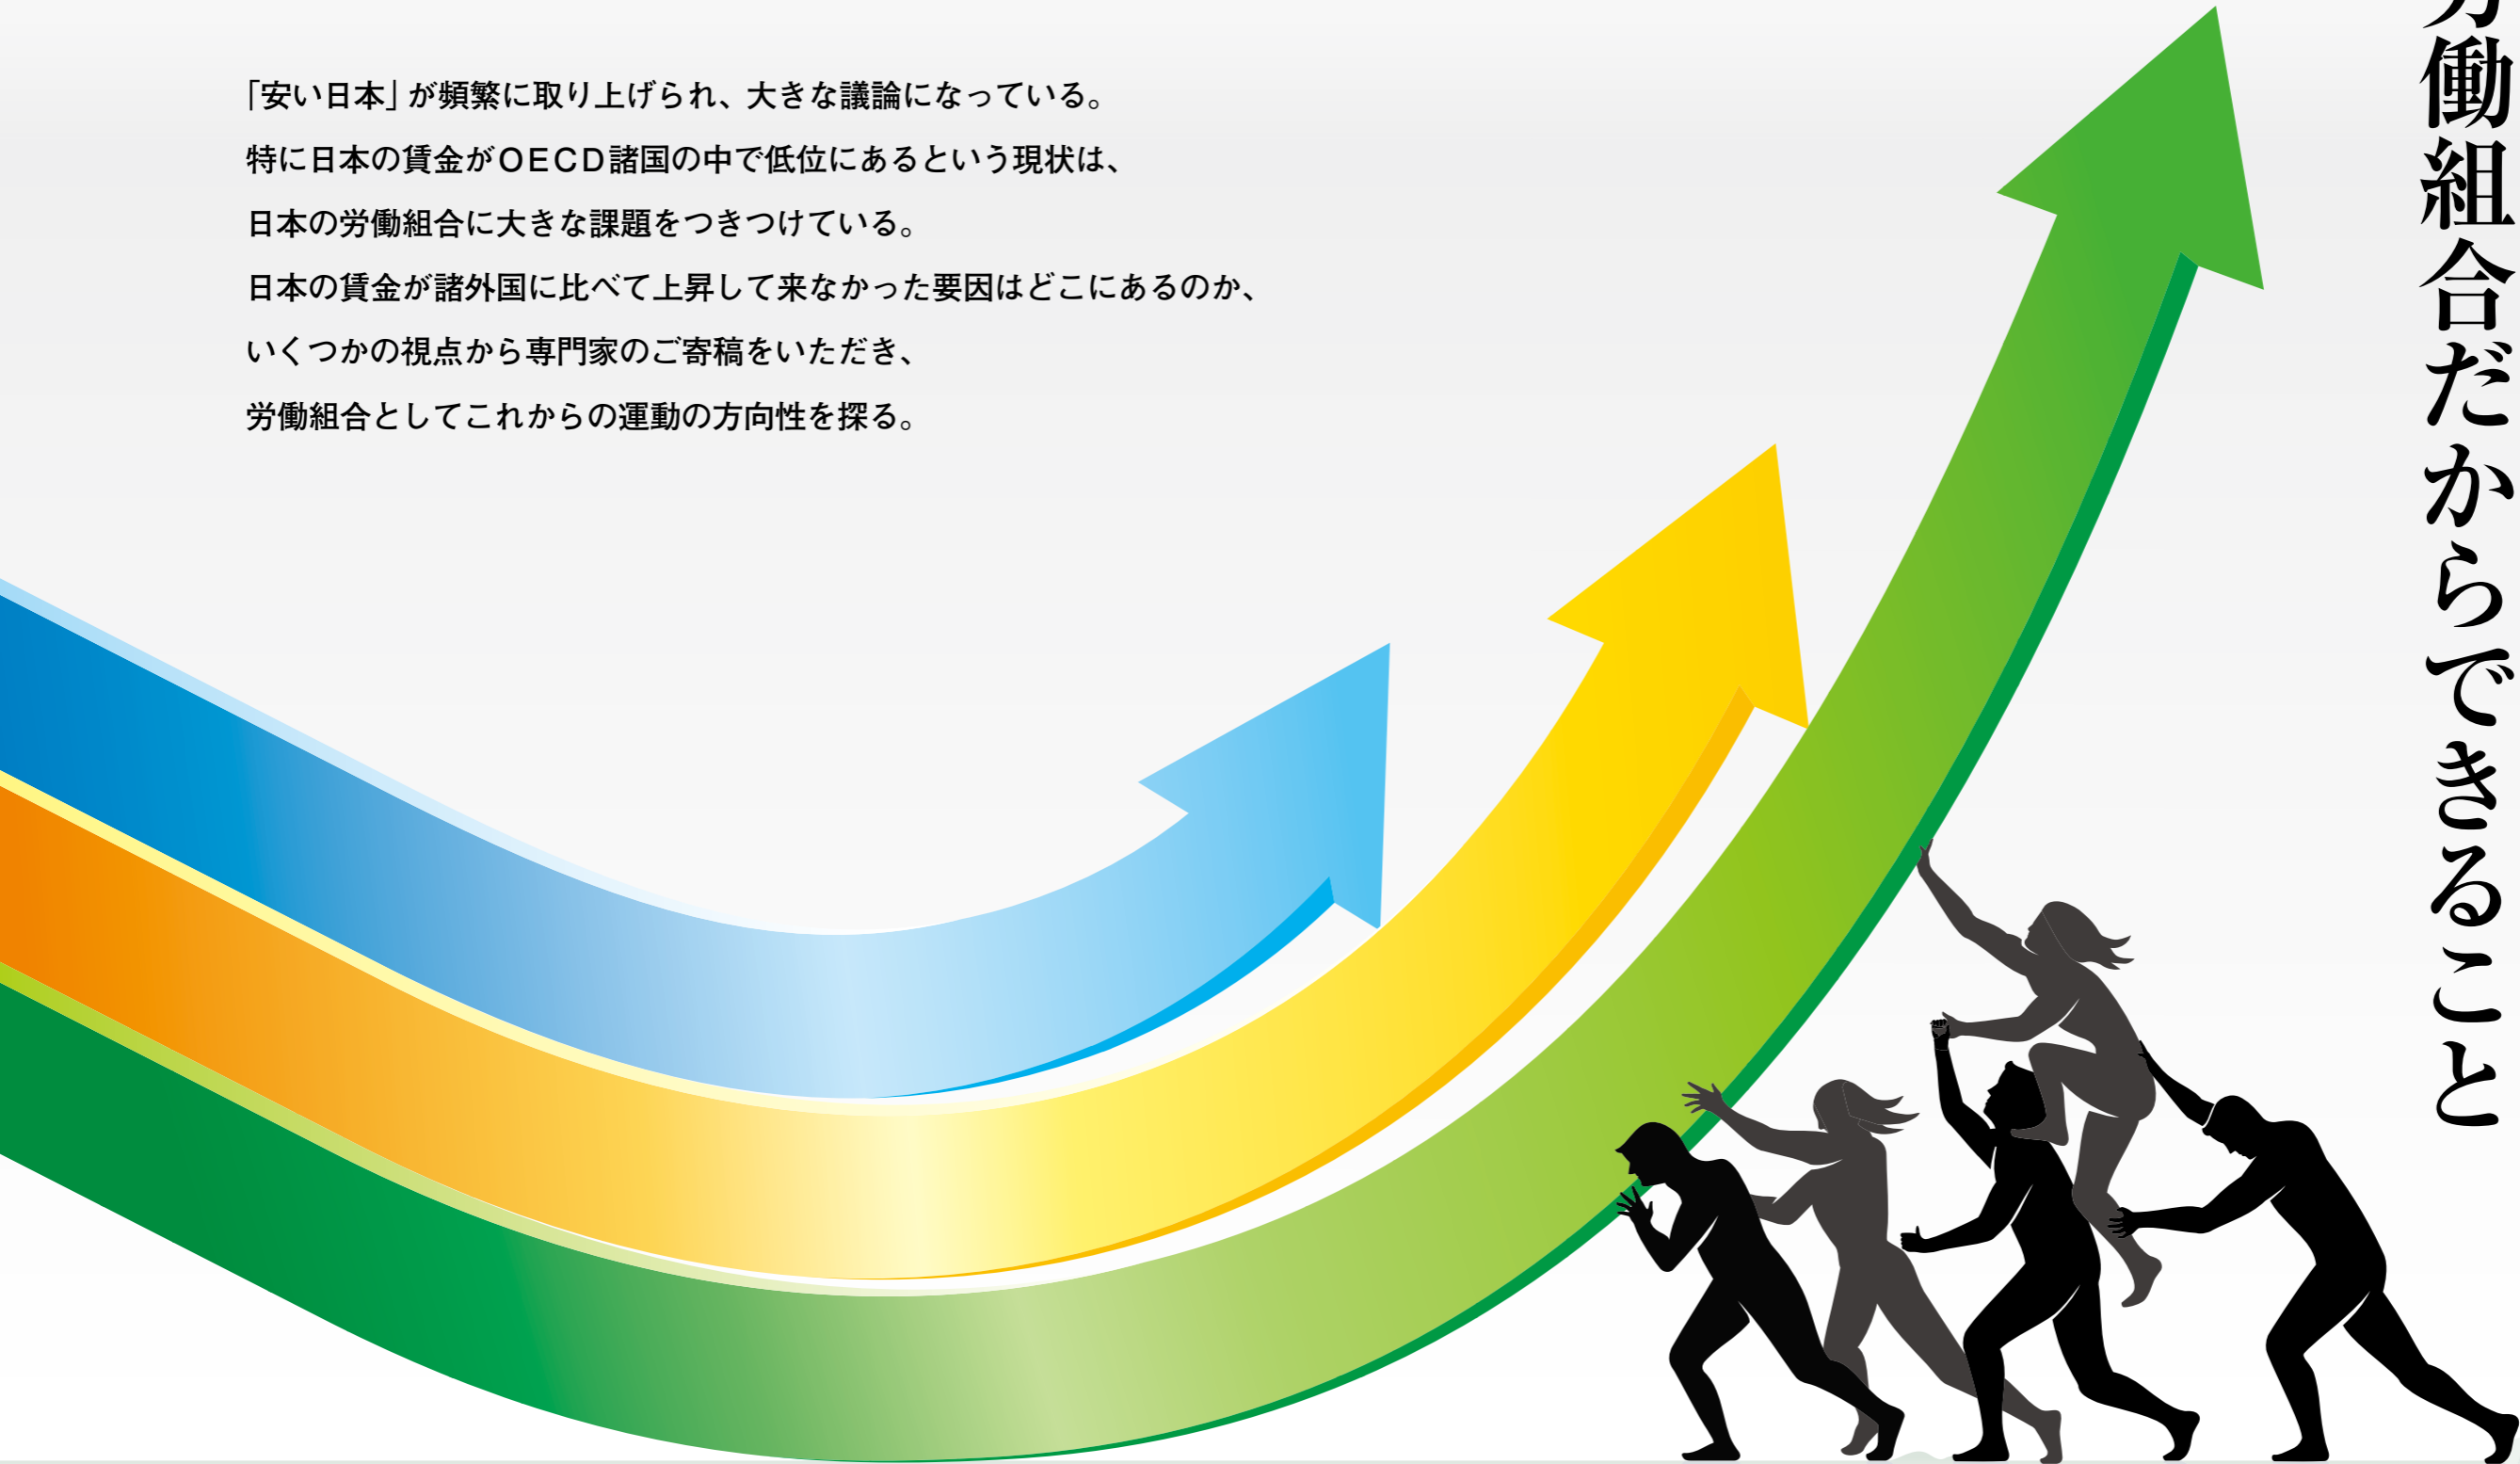 労働組合だからできること
「安い日本」が頻繁に取り上げられ、大きな議論になっている。
特に日本の賃金がOECD諸国の中で低位にあるという現状は、
日本の労働組合に大きな課題をつきつけている。
日本の賃金が諸外国に比べて上昇して来なかった要因はどこにあるのか、
いくつかの視点から専門家のご寄稿をいただき、
労働組合としてこれからの運動の方向性を探る。